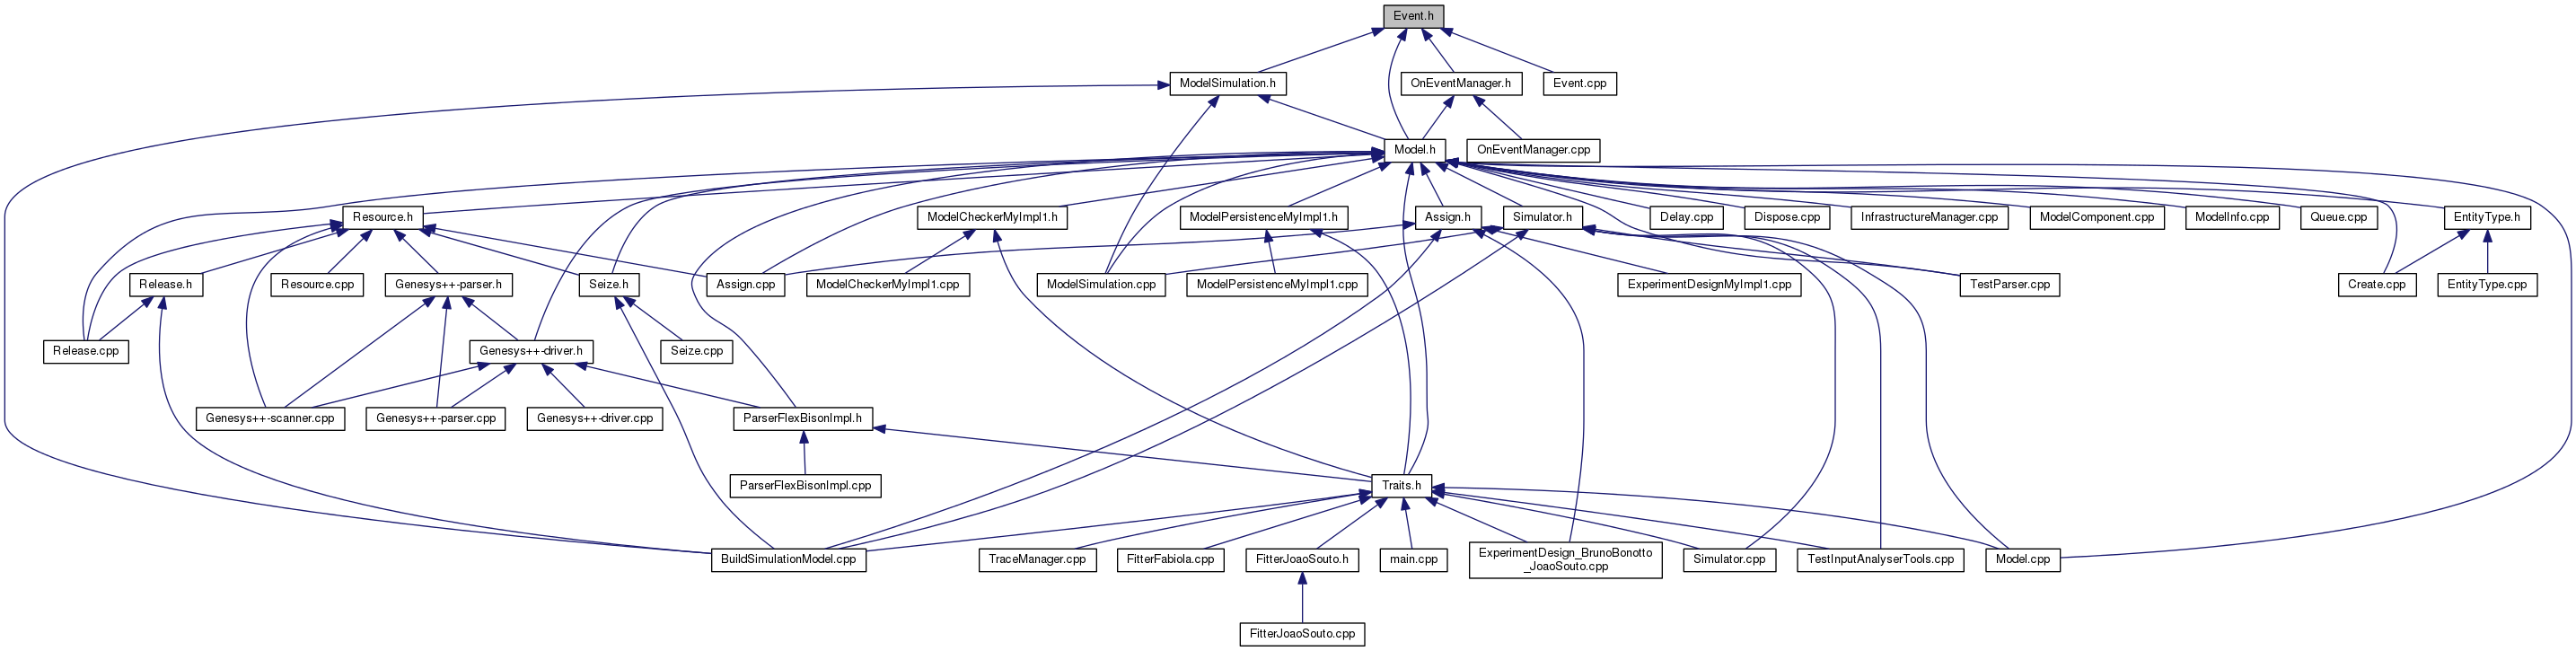 Event.h
ModelSimulation.h
OnEventManager.h
Event.cpp
Model.h
OnEventManager.cpp
Resource.h
ModelCheckerMyImpl1.h
ModelPersistenceMyImpl1.h
Assign.h
Simulator.h
Delay.cpp
Dispose.cpp
InfrastructureManager.cpp
ModelComponent.cpp
ModelInfo.cpp
Queue.cpp
EntityType.h
Release.h
Resource.cpp
Genesys++-parser.h
Seize.h
Assign.cpp
ModelCheckerMyImpl1.cpp
ModelSimulation.cpp
ModelPersistenceMyImpl1.cpp
ExperimentDesignMyImpl1.cpp
TestParser.cpp
Create.cpp
EntityType.cpp
Release.cpp
Genesys++-driver.h
Seize.cpp
Genesys++-scanner.cpp
Genesys++-parser.cpp
Genesys++-driver.cpp
ParserFlexBisonImpl.h
ParserFlexBisonImpl.cpp
Traits.h
BuildSimulationModel.cpp
TraceManager.cpp
FitterFabiola.cpp
FitterJoaoSouto.h
main.cpp
ExperimentDesign_BrunoBonotto
_JoaoSouto.cpp
Simulator.cpp
TestInputAnalyserTools.cpp
Model.cpp
FitterJoaoSouto.cpp